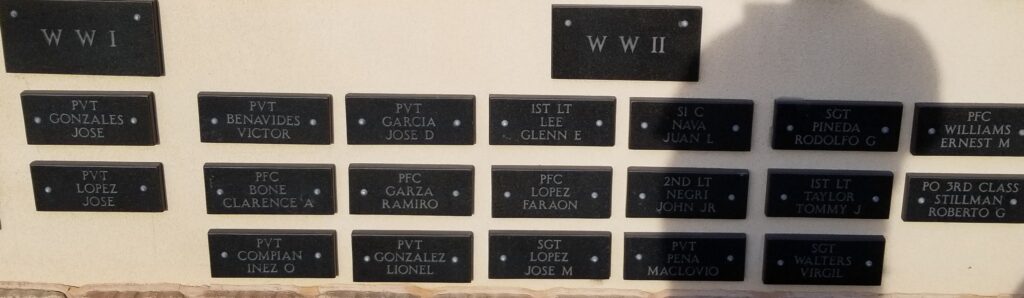 WWI
WWII
PVT
GONZALES
JOSE
PVT
BENAVIDES
VICTOR
PVT
GARCIA
JOSE D
1ST LT
LEE
GLENN E
S1 C
NAVA
JUAN L
SGT
PINEDA
RODOLFO G
PFC
WILLIAMS
ERNEST M
PVT
LOPEZ
JOSE
PFC
BONE
CLARENCE A
PFC
GARZA
RAMIRO
PFC
LOPEZ
FARAON
2ND LT
NEGRI
JOHN JR
1ST LT
TAYLOR
TOMMY J
PO 3RD CLASS
STILLMAN
ROBERTO G
PVT
COMPIAN
INEZ O
PVT
GONZALEZ
LIONEL
SGT
LOPEZ
JOSE M
PVT
PENA
MACLOVIO
SGT
WALTERS
VIRGIL